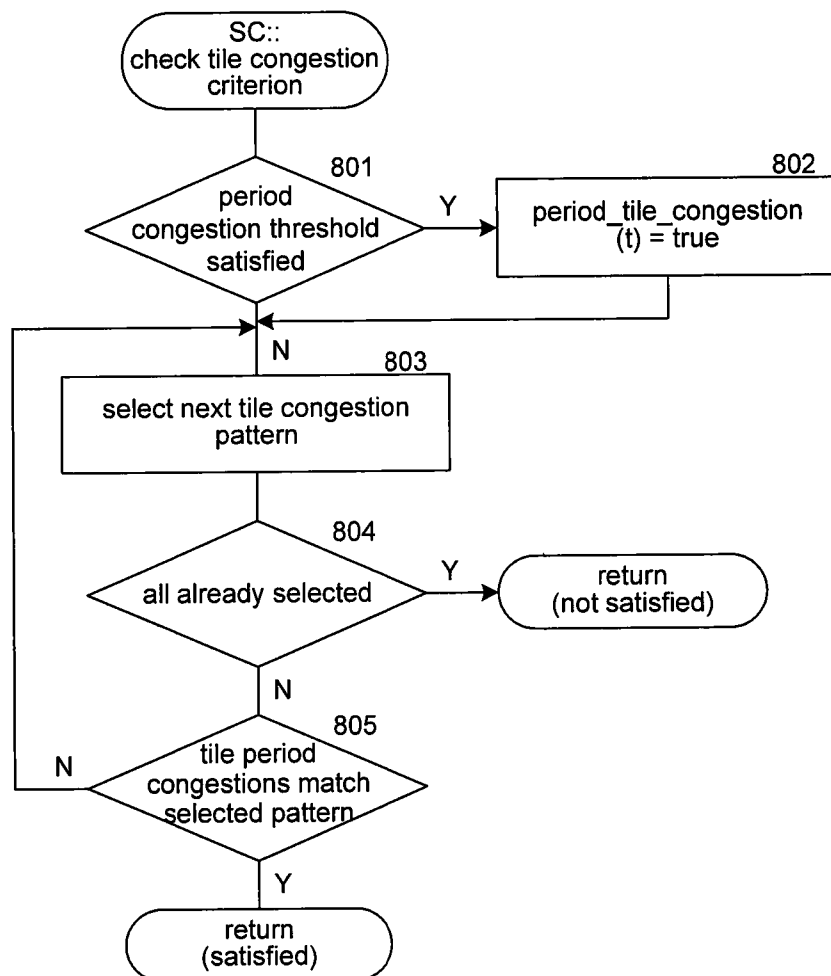 SC::
check tile congestion
criterion
801
period
congestion threshold
satisfied
Y
802
period_tile_congestion
(t) = true
N
803
select next tile congestion
pattern
804
all already selected
Y
return
(not satisfied)
N
805
tile period
congestions match
selected pattern
N
Y
return
(satisfied)